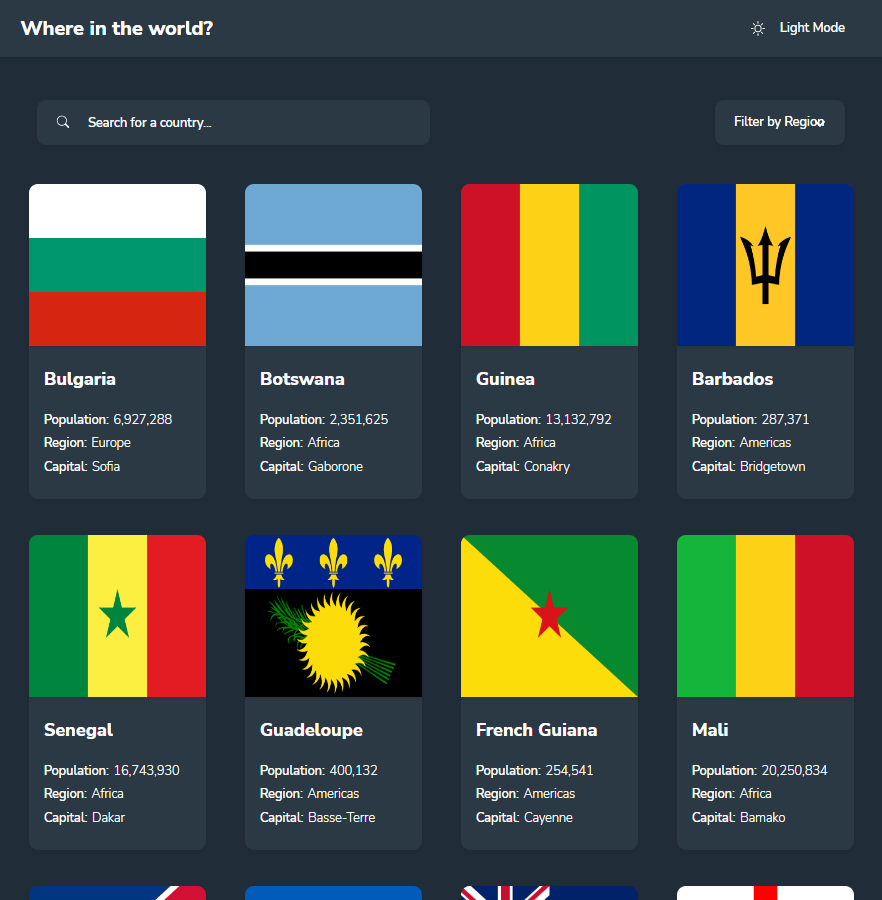 Where in the world?
Light Mode
Search for a country...
Filter by Region
Bulgaria
Population: 6,927,288
Region: Europe
Capital: Sofia
Botswana
Population: 2,351,625
Region: Africa
Capital: Gaborone
Guinea
Population: 13,132,792
Region: Africa
Capital: Conakry
Barbados
Population: 287,371
Region: Americas
Capital: Bridgetown
Senegal
Population: 16,743,930
Region: Africa
Capital: Dakar
Guadeloupe
Population: 400,132
Region: Americas
Capital: Basse-Terre
French Guiana
Population: 254,541
Region: Americas
Capital: Cayenne
Mali
Population: 20,250,834
Region: Africa
Capital: Bamako